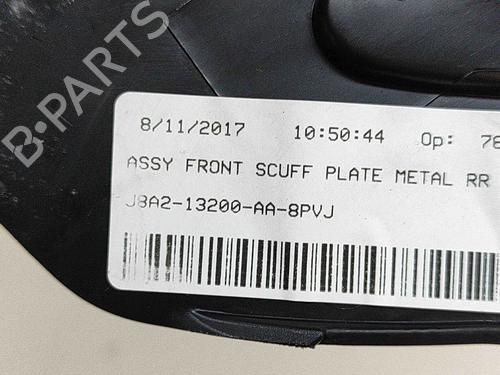 B-PARTS
8/11/2017 10:50:44 Op: 78
ASSY FRONT SCUFF PLATE METAL RR
J8A2-13200-AA-8PVJ